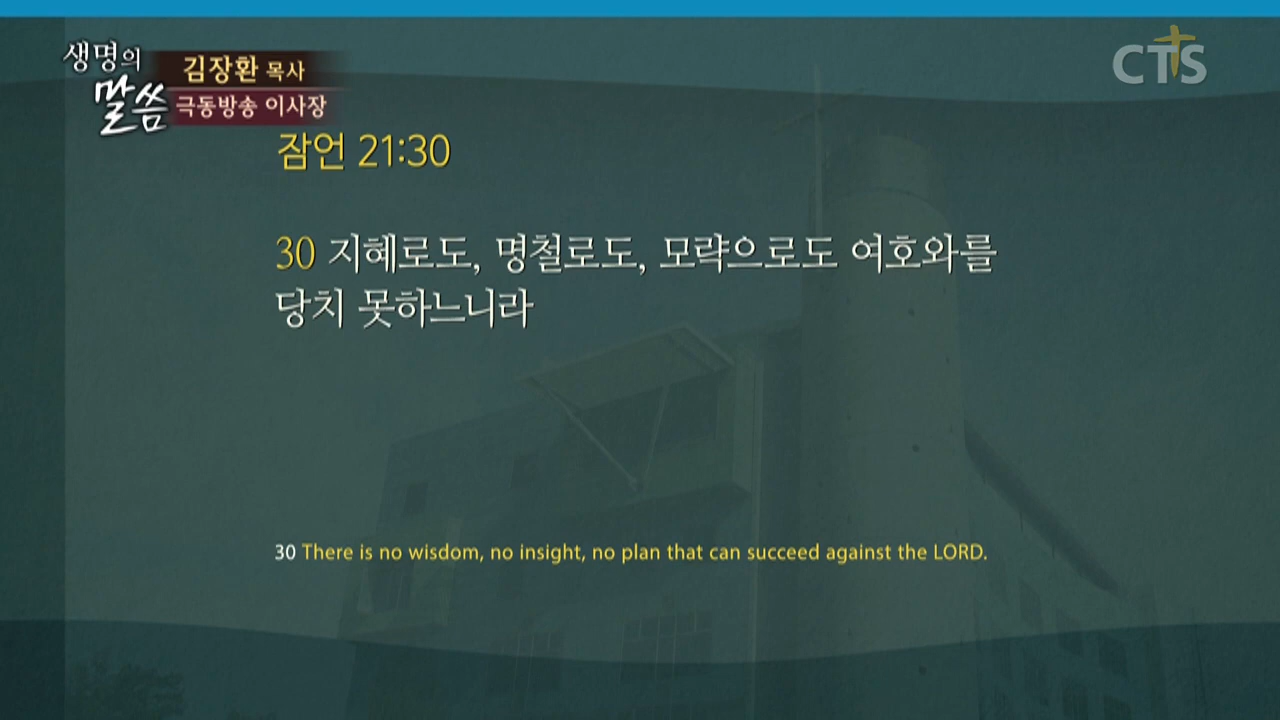 생명의
말씀
김장환 목사
극동방송 이사장
CTS
잠언 21:30
30 지혜로도, 명철로도, 모략으로도 여호와를
당치 못하느니라
30 There is no wisdom, no insight, no plan that can succeed against the LORD.